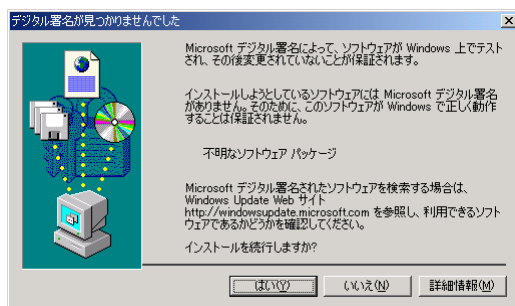 デジタル署名が見つかりませんでした
Microsoft デジタル署名によって、ソフトウェアが Windows 上でテスト
され、その後変更されていないことが保証されます。
インストールしようとしているソフトウェアには Microsoft デジタル署名
がありません。そのために、このソフトウェアが Windows で正しく動作
することは保証されません。
不明なソフトウェア パッケージ
Microsoft デジタル署名されたソフトウェアを検索する場合は、
Windows Update Web サイト
http://windowsupdate.microsoft.com を参照し、利用できるソフト
ウェアであるかどうかを確認してください。
インストールを続行しますか?
はい(Y) いいえ(N) 詳細情報(M)